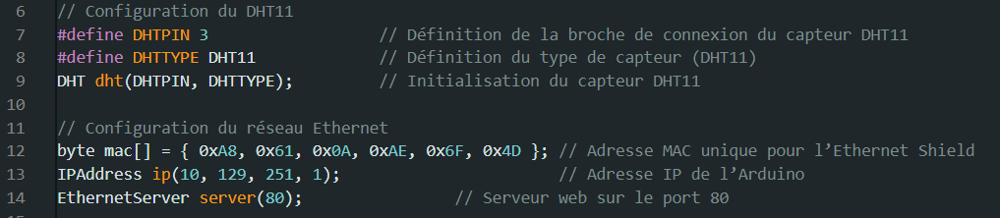 6 // Configuration du DHT11
7 #define DHTPIN 3 // Définition de la broche de connexion du capteur DHT11
8 #define DHTTYPE DHT11 // Définition du type de capteur (DHT11)
9 DHT dht(DHTPIN, DHTTYPE); // Initialisation du capteur DHT11
10
11 // Configuration du réseau Ethernet
12 byte mac[] = { 0xA8, 0x61, 0x0A, 0xAE, 0x6F, 0x4D }; // Adresse MAC unique pour l’Ethernet Shield
13 IPAddress ip(10, 129, 251, 1); // Adresse IP de l’Arduino
14 EthernetServer server(80); // Serveur web sur le port 80